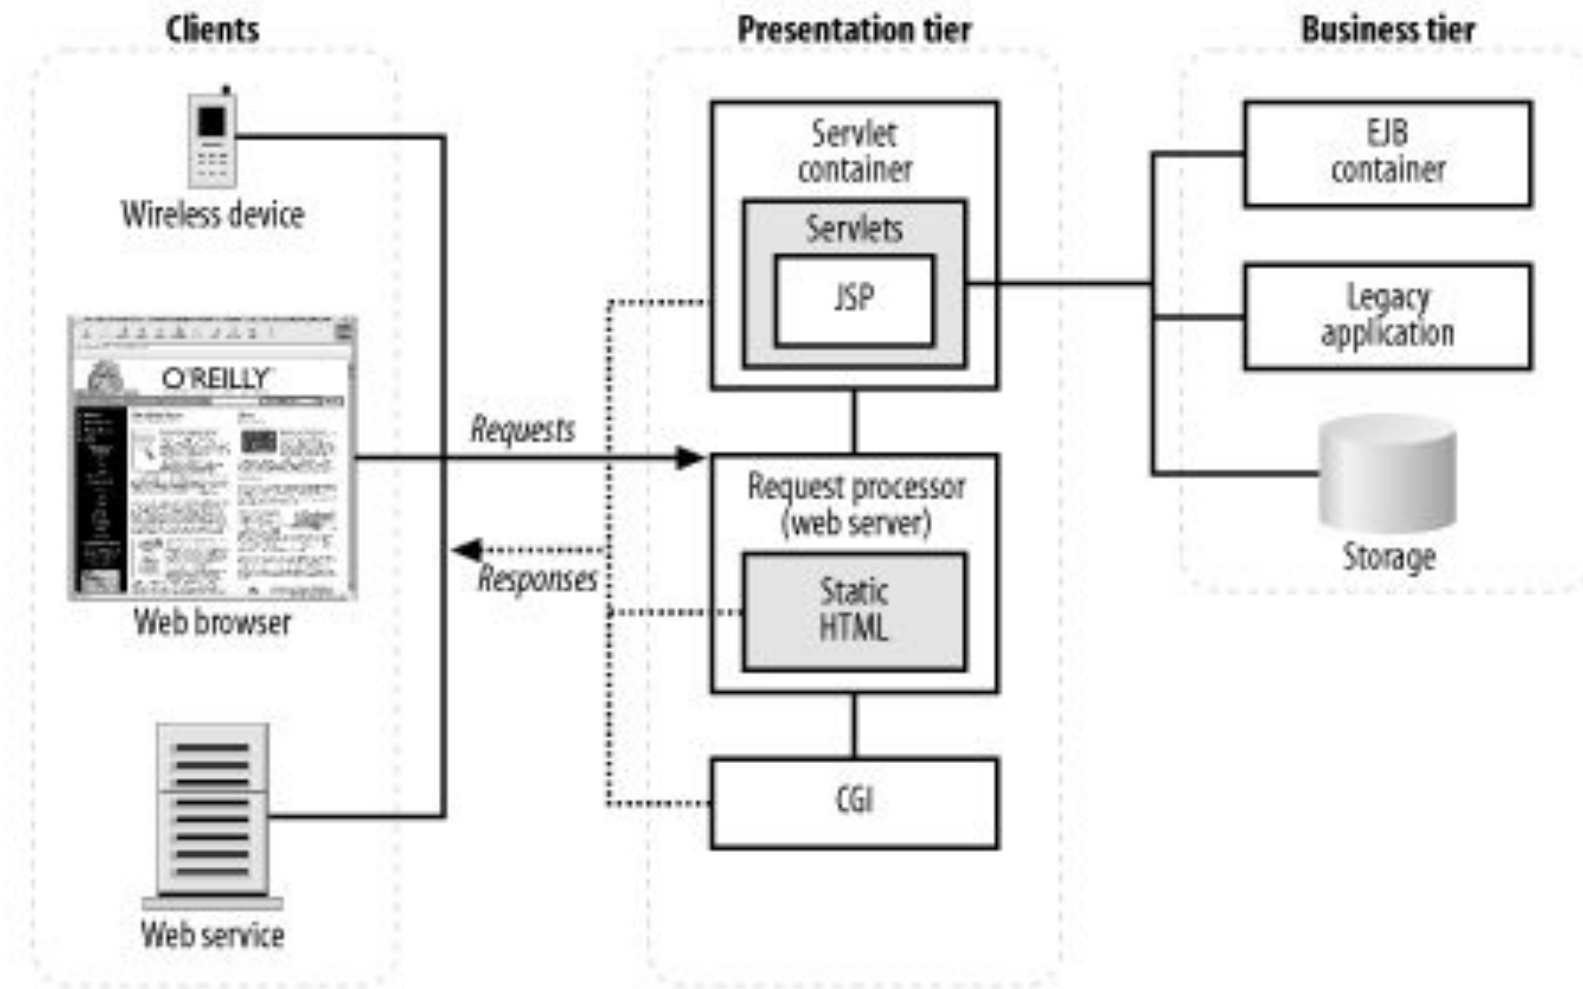 Clients
Presentation tier
Business tier
Wireless device
O'REILLY
Web browser
Web service
Requests
Responses
Servlet
container
Servlets
JSP
Request processor
(web server)
Static
HTML
CGI
EJB
container
Legacy
application
Storage